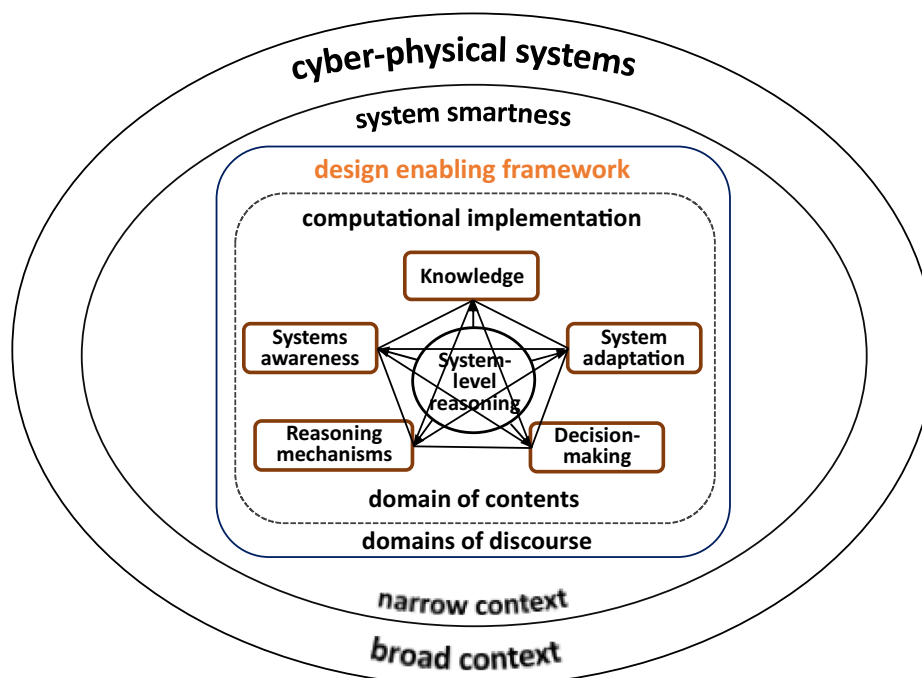 cyber-physical systems
system smartness
design enabling framework
computational implementation
Knowledge
Systems
awareness
System-
level
reasoning
System
adaptation
Reasoning
mechanisms
Decision-
making
domain of contents
domains of discourse
narrow context
broad context